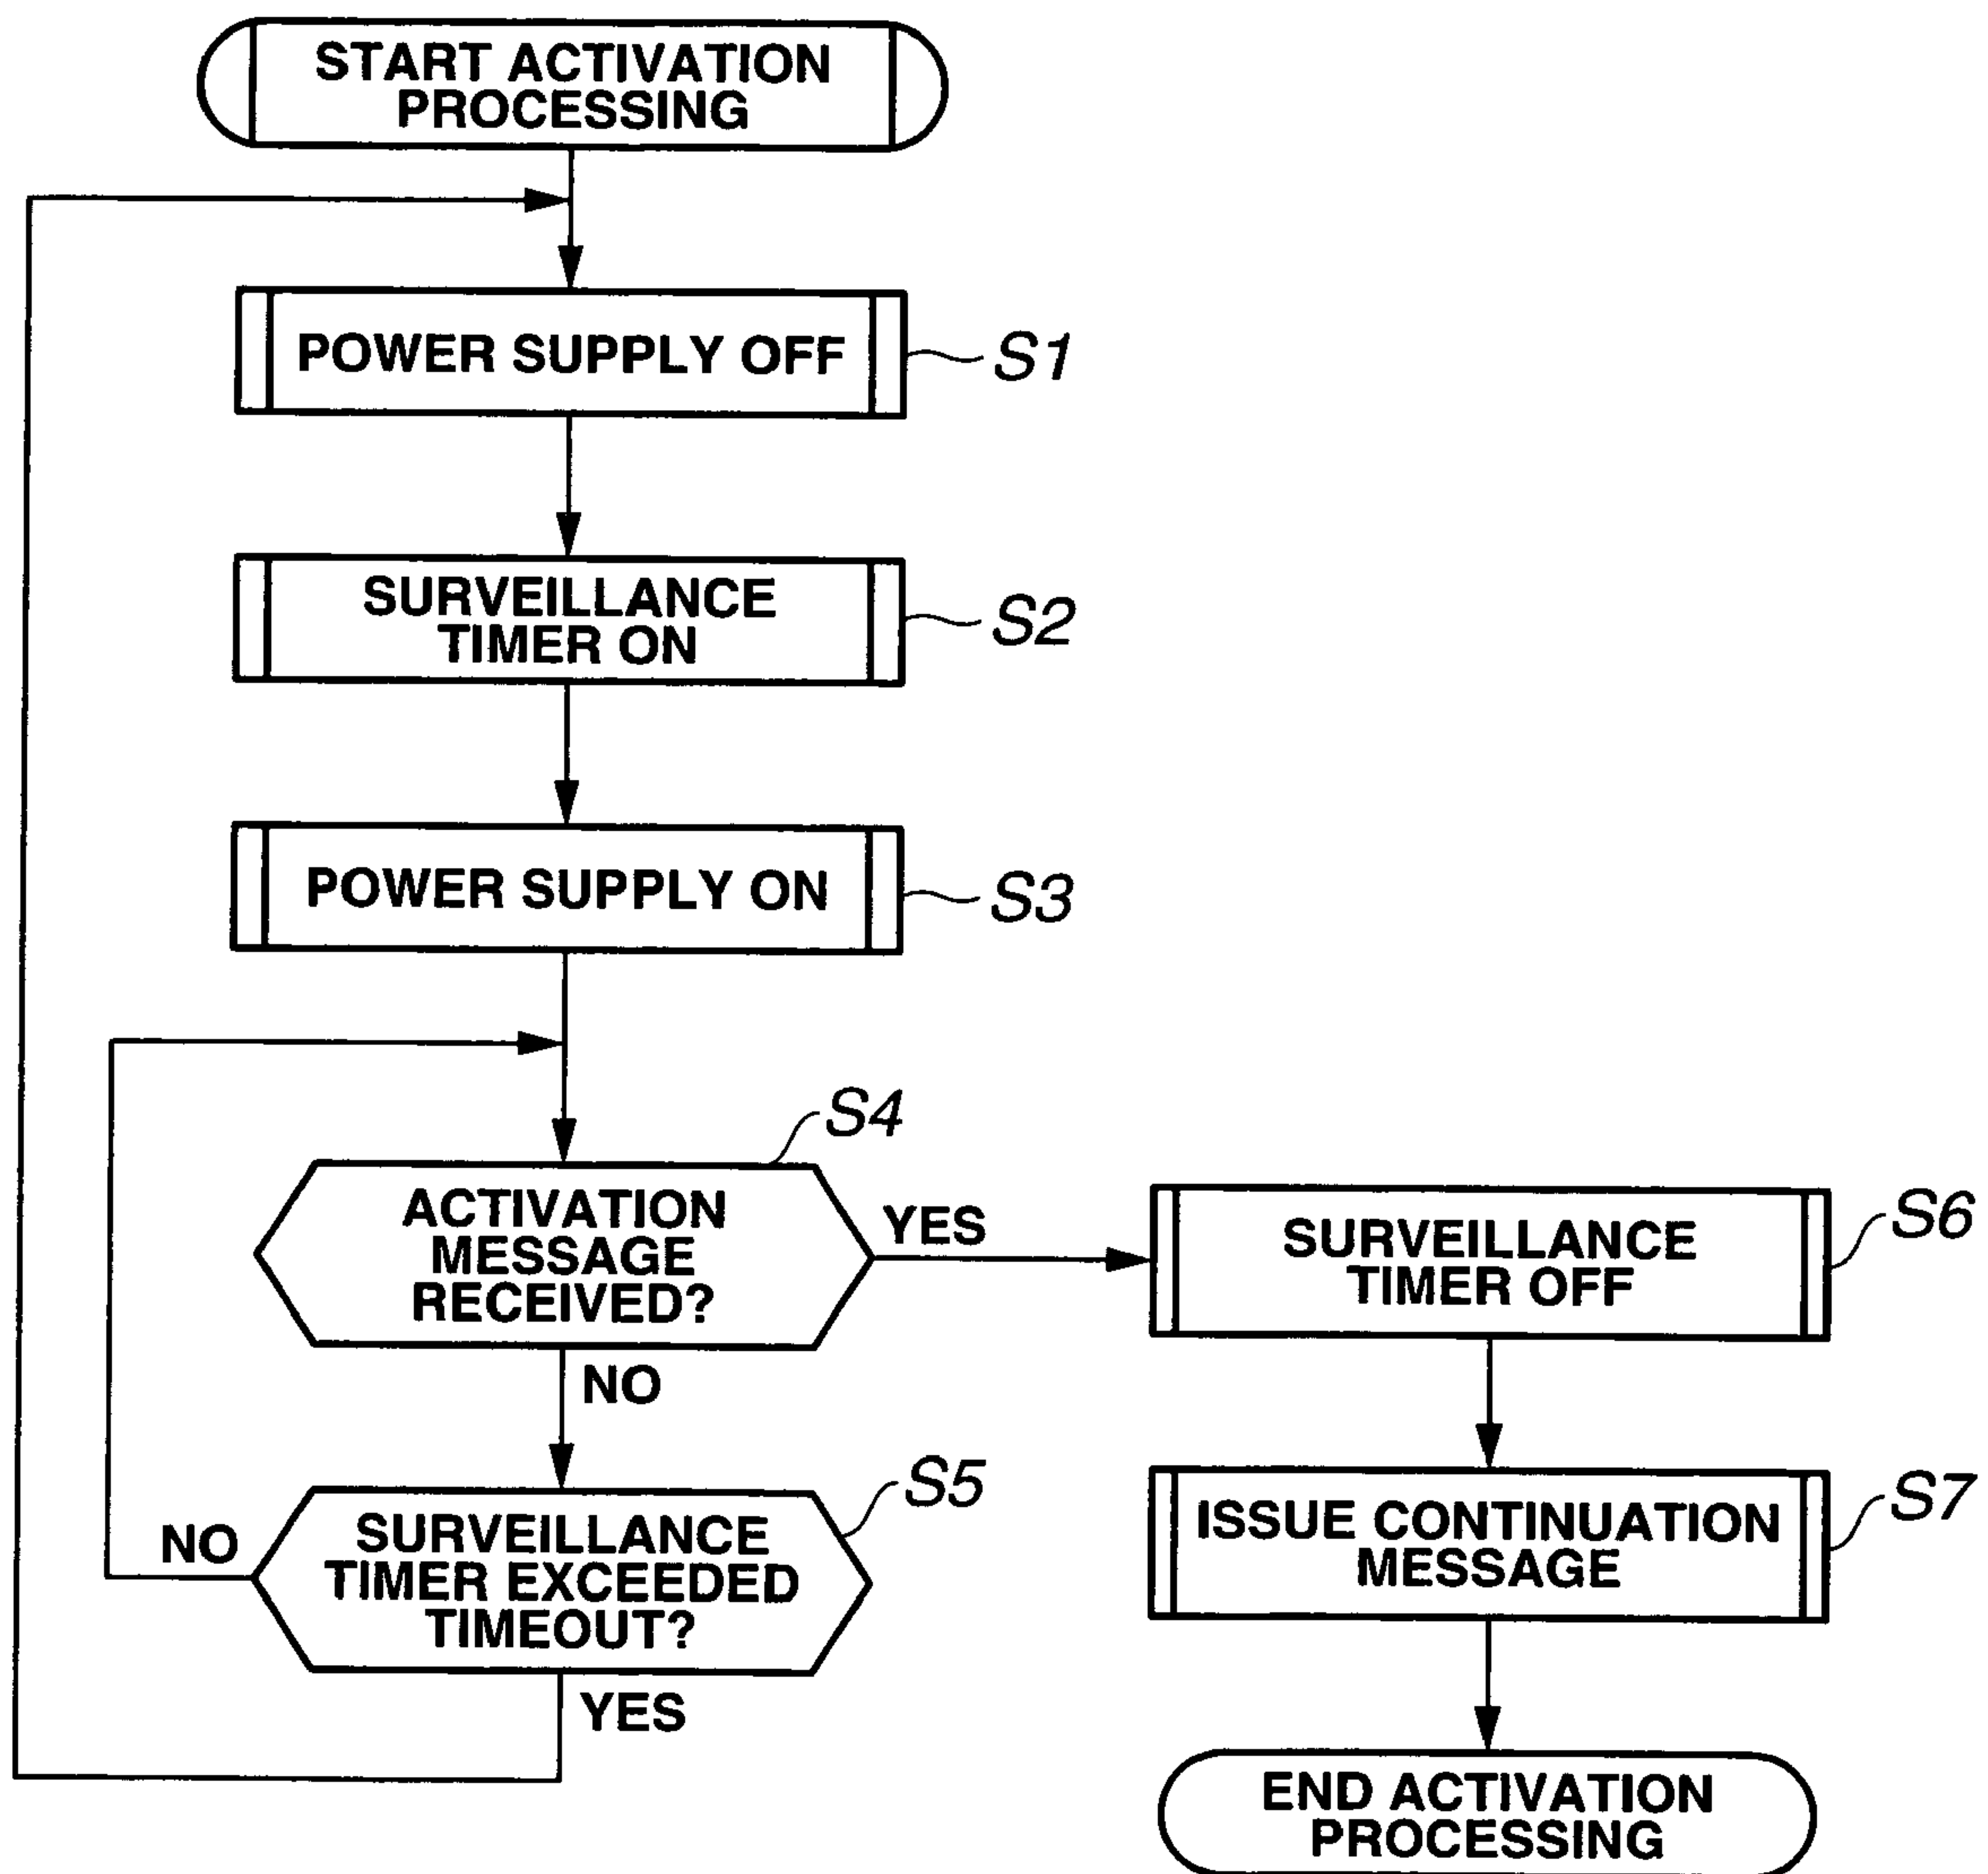 START ACTIVATION
PROCESSING
POWER SUPPLY OFF
S1
SURVEILLANCE
TIMER ON
S2
POWER SUPPLY ON
S3
S4
ACTIVATION
MESSAGE
RECEIVED?
YES
NO
S5
SURVEILLANCE
TIMER EXCEEDED
TIMEOUT?
NO
YES
SURVEILLANCE
TIMER OFF
S6
ISSUE CONTINUATION
MESSAGE
S7
END ACTIVATION
PROCESSING